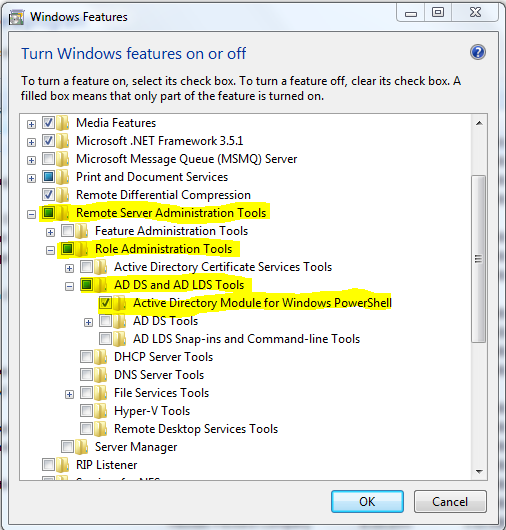 Windows Features
Turn Windows features on or off
To turn a feature on, select its check box. To turn a feature off, clear its check box. A
filled box means that only part of the feature is turned on.
Media Features
Microsoft .NET Framework 3.5.1
Microsoft Message Queue (MSMQ) Server
Print and Document Services
Remote Differential Compression
Remote Server Administration Tools
Feature Administration Tools
Role Administration Tools
Active Directory Certificate Services Tools
AD DS and AD LDS Tools
Active Directory Module for Windows PowerShell
AD DS Tools
AD LDS Snap-ins and Command-line Tools
DHCP Server Tools
DNS Server Tools
File Services Tools
Hyper-V Tools
Remote Desktop Services Tools
Server Manager
RIP Listener
OK
Cancel